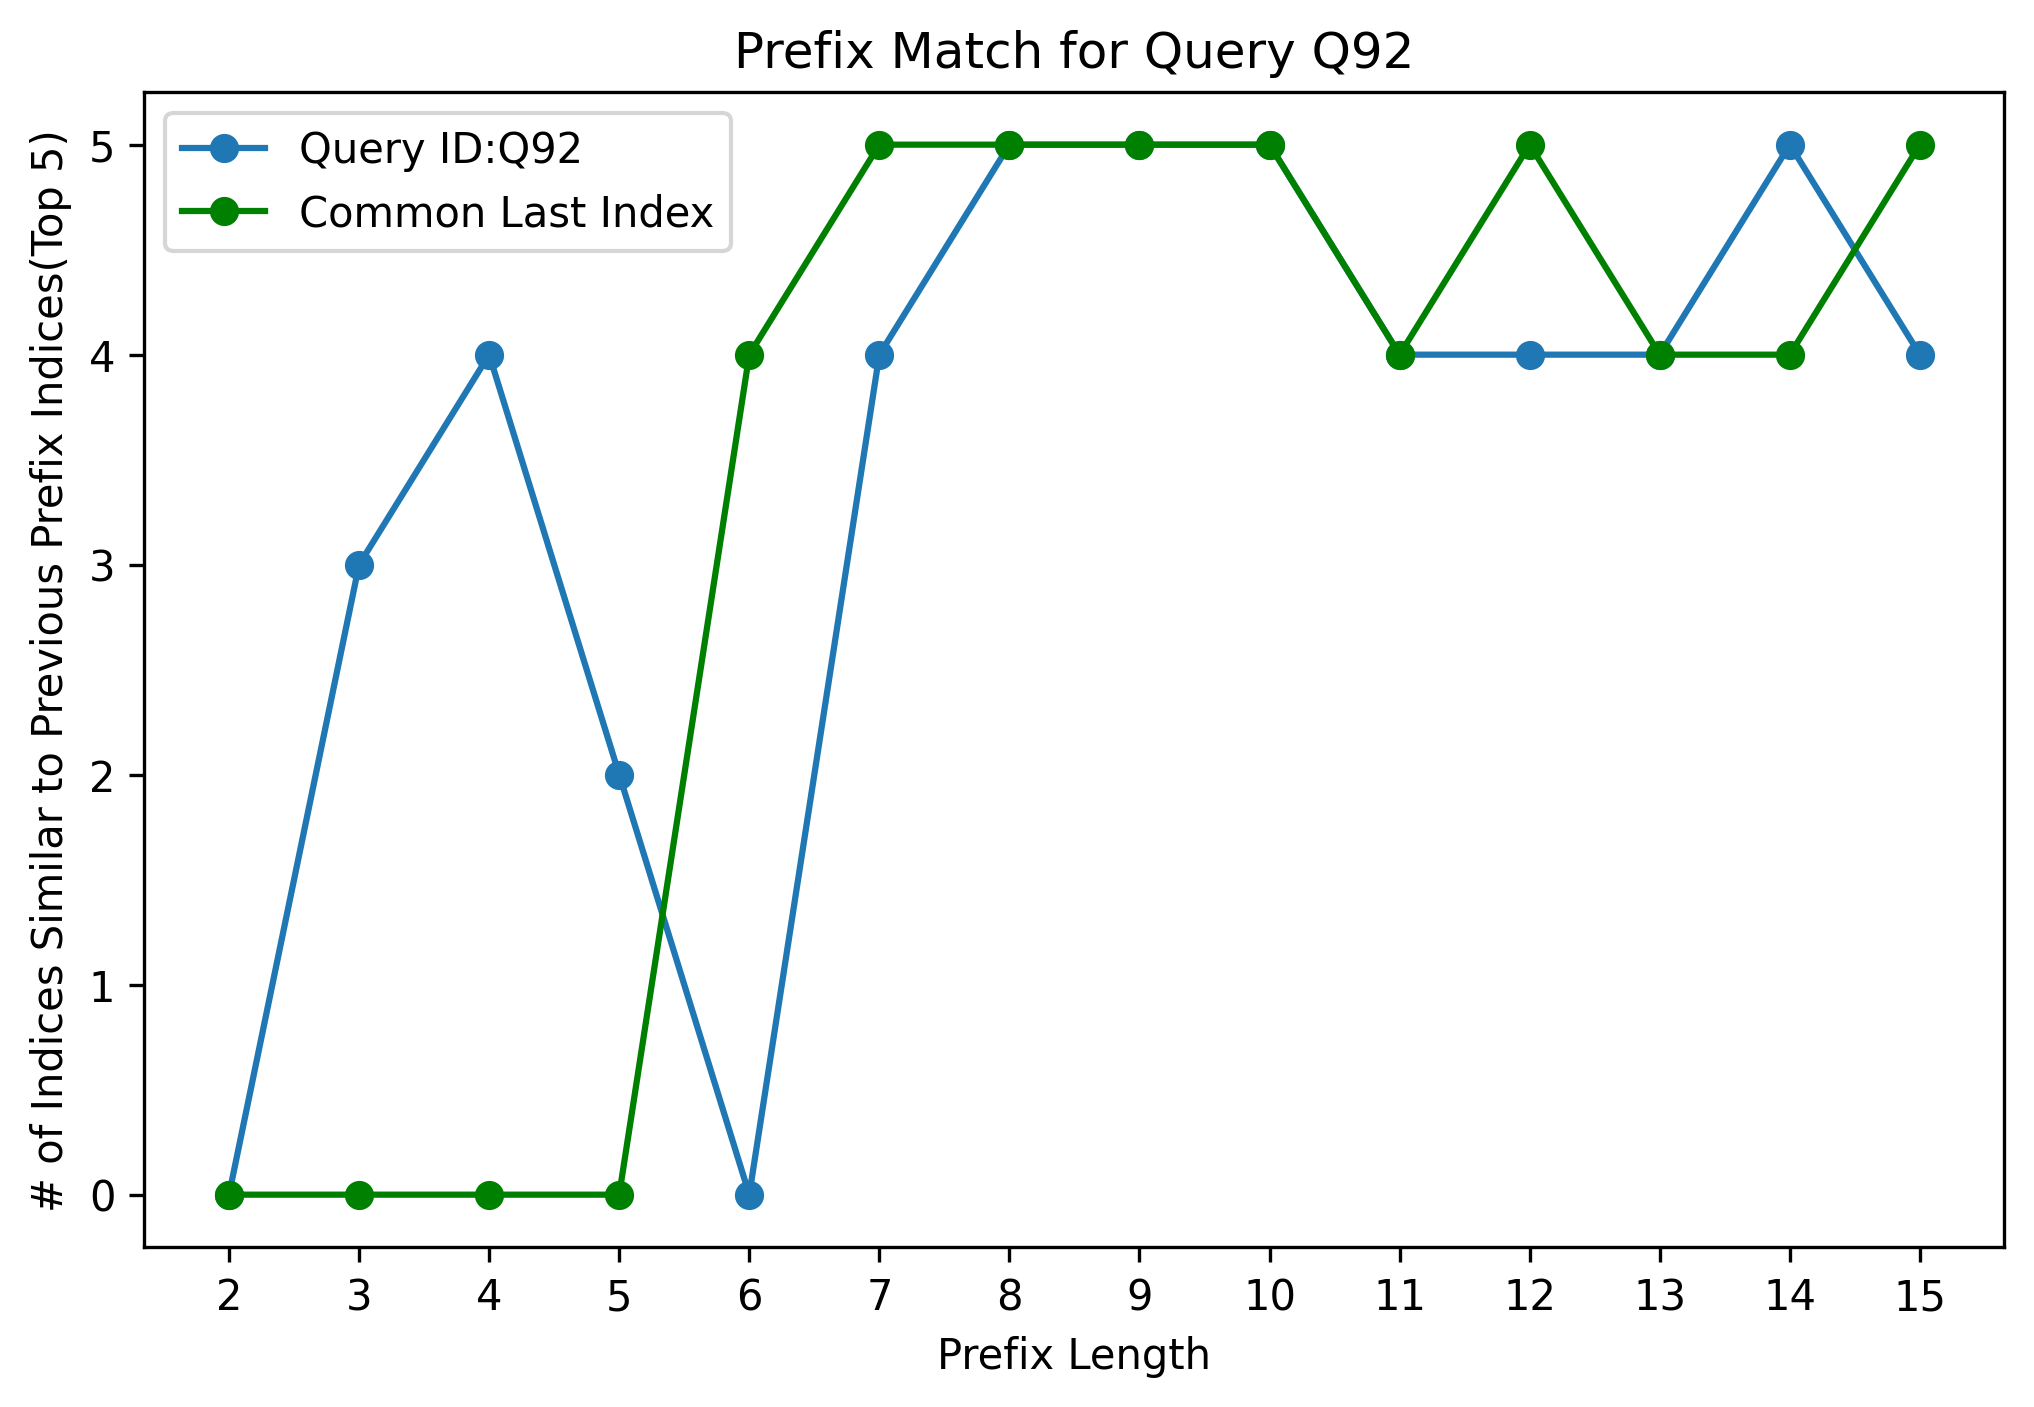 Prefix Match for Query Q92
Query ID:Q92
Common Last Index
# of Indices Similar to Previous Prefix Indices(Top 5)
5
4
3
2
1
0
2 3 4 5 6 7 8 9 10 11 12 13 14 15
Prefix Length